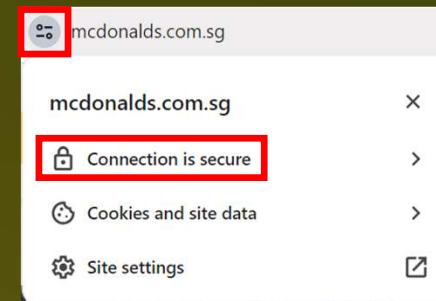 mcdonalds.com.sg
mcdonalds.com.sg
Connection is secure
Cookies and site data
Site settings